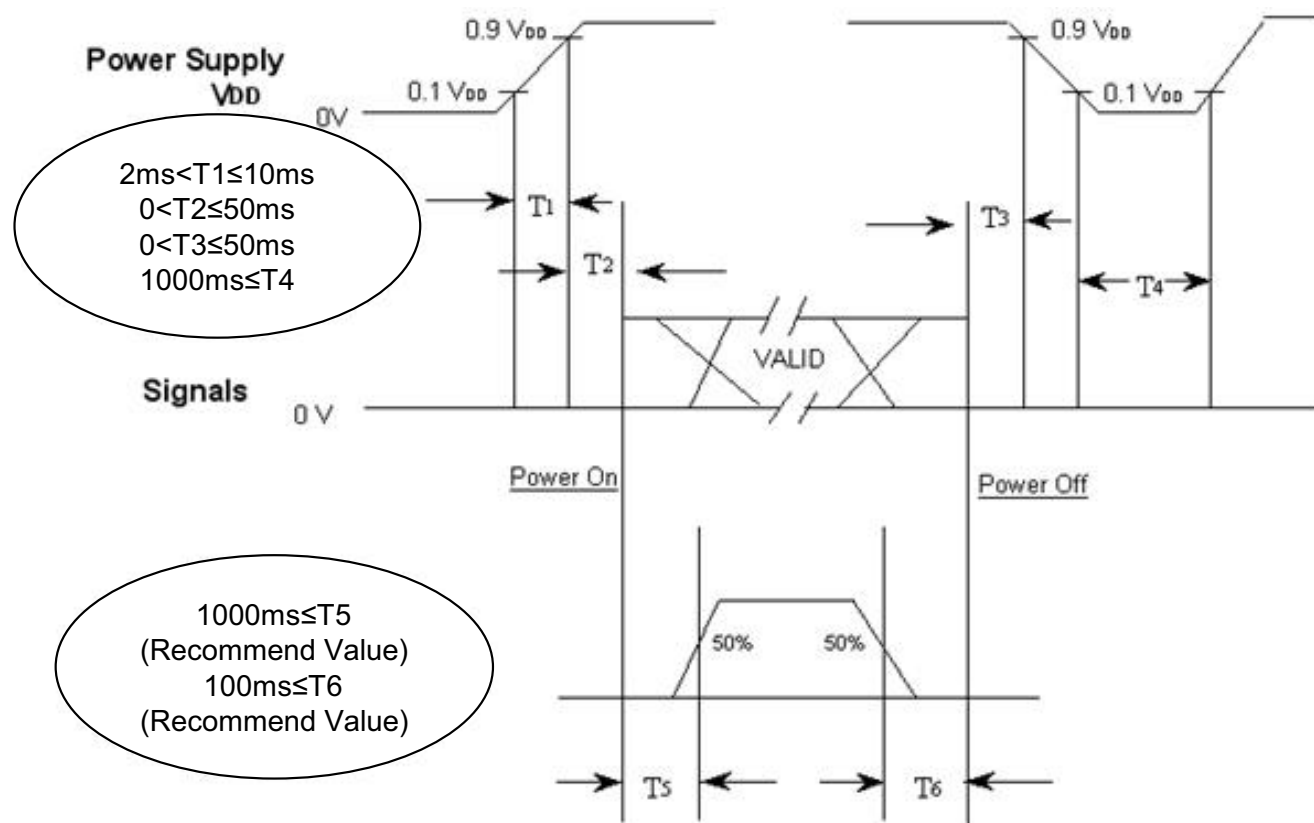 0.9 VDD
0.9 VDD
Power Supply
VDD
0.1 VDD
0.1 VDD
0V
2ms<T1≤10ms
0<T2≤50ms
0<T3≤50ms
1000ms≤T4
T1
T3
T2
T4
VALID
Signals
0 V
Power On
Power Off
1000ms≤T5
(Recommend Value)
100ms≤T6
(Recommend Value)
50%
50%
T5
T6